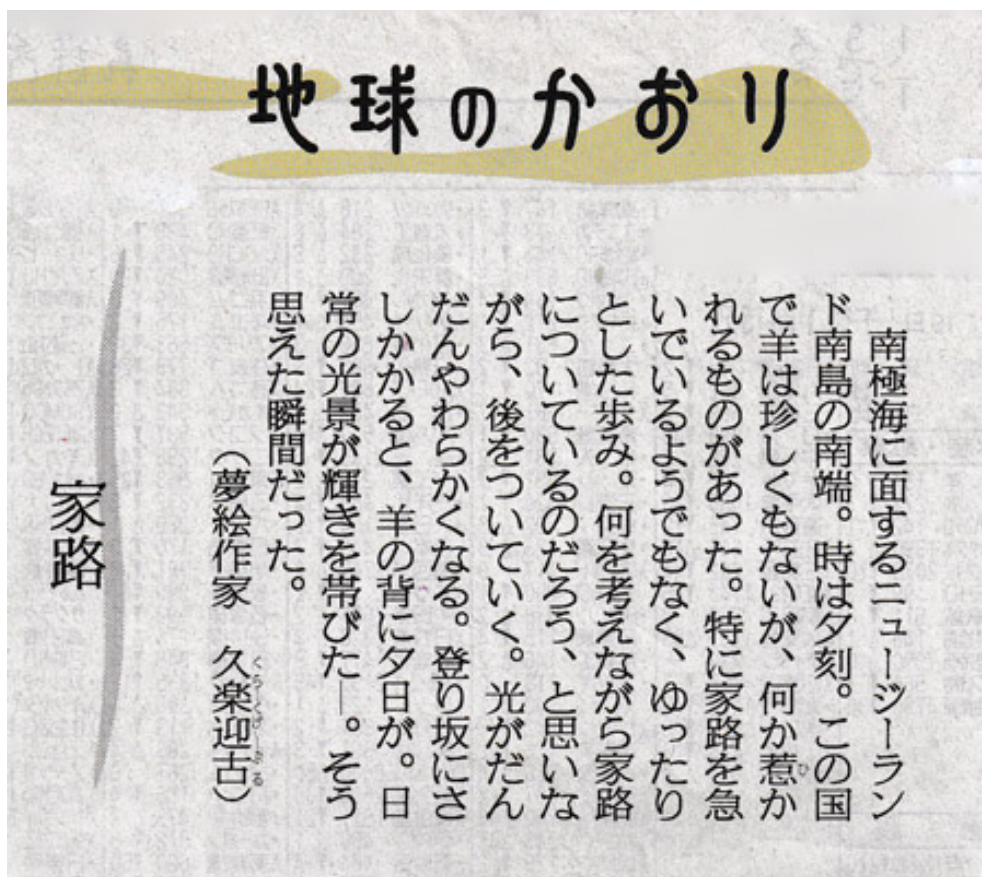 地球のかおり
家路
南極海に面するニュージーラン
ド南島の南端。時は夕刻。この国
で羊は珍しくもないが、何か惹か
れるものがあった。特に家路を急
いでいるようでもなく、ゆったり
とした歩み。何を考えながら家路
についているのだろう、と思いな
がら、後をついていく。光がだん
だんやわらかくなる。登り坂にさ
しかかると、羊の背に夕日が。日
常の光景が輝きを帯びた―。そう
思えた瞬間だった。
(夢絵作家 久楽迎古)